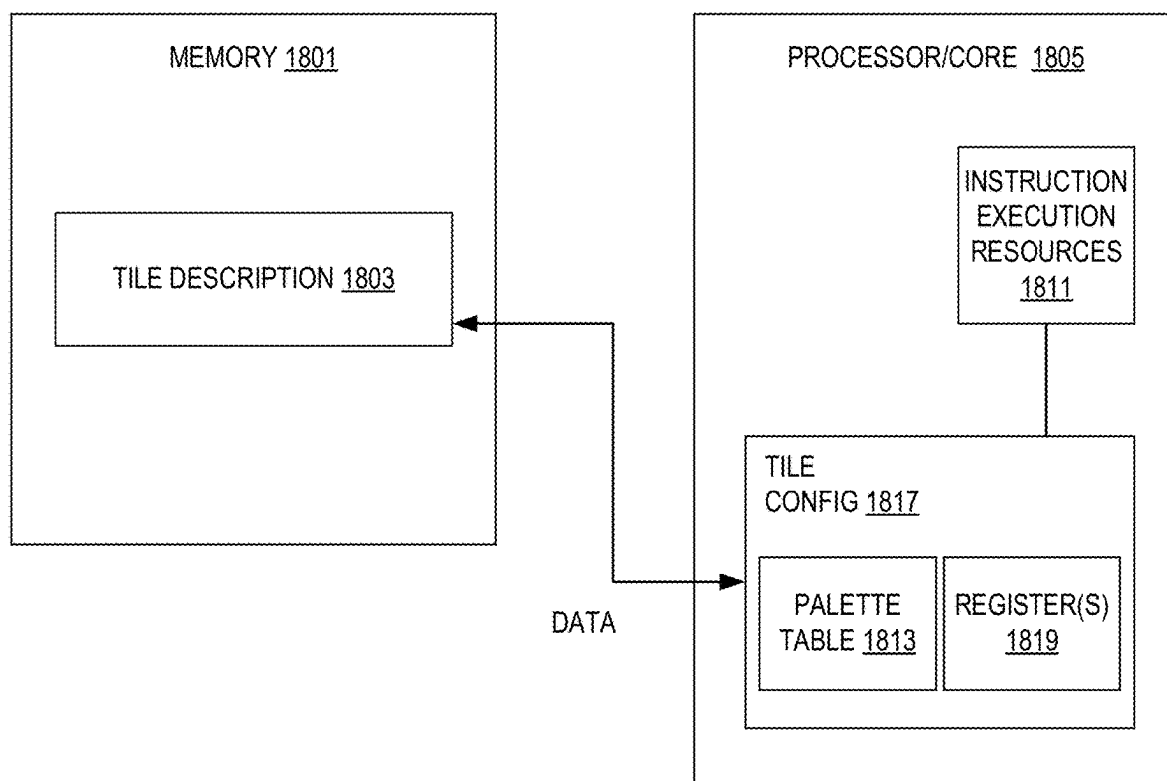 MEMORY 1801
PROCESSOR/CORE 1805
INSTRUCTION
EXECUTION
RESOURCES
1811
TILE DESCRIPTION 1803
TILE
CONFIG 1817
PALETTE
TABLE 1813
REGISTER(S)
1819
DATA